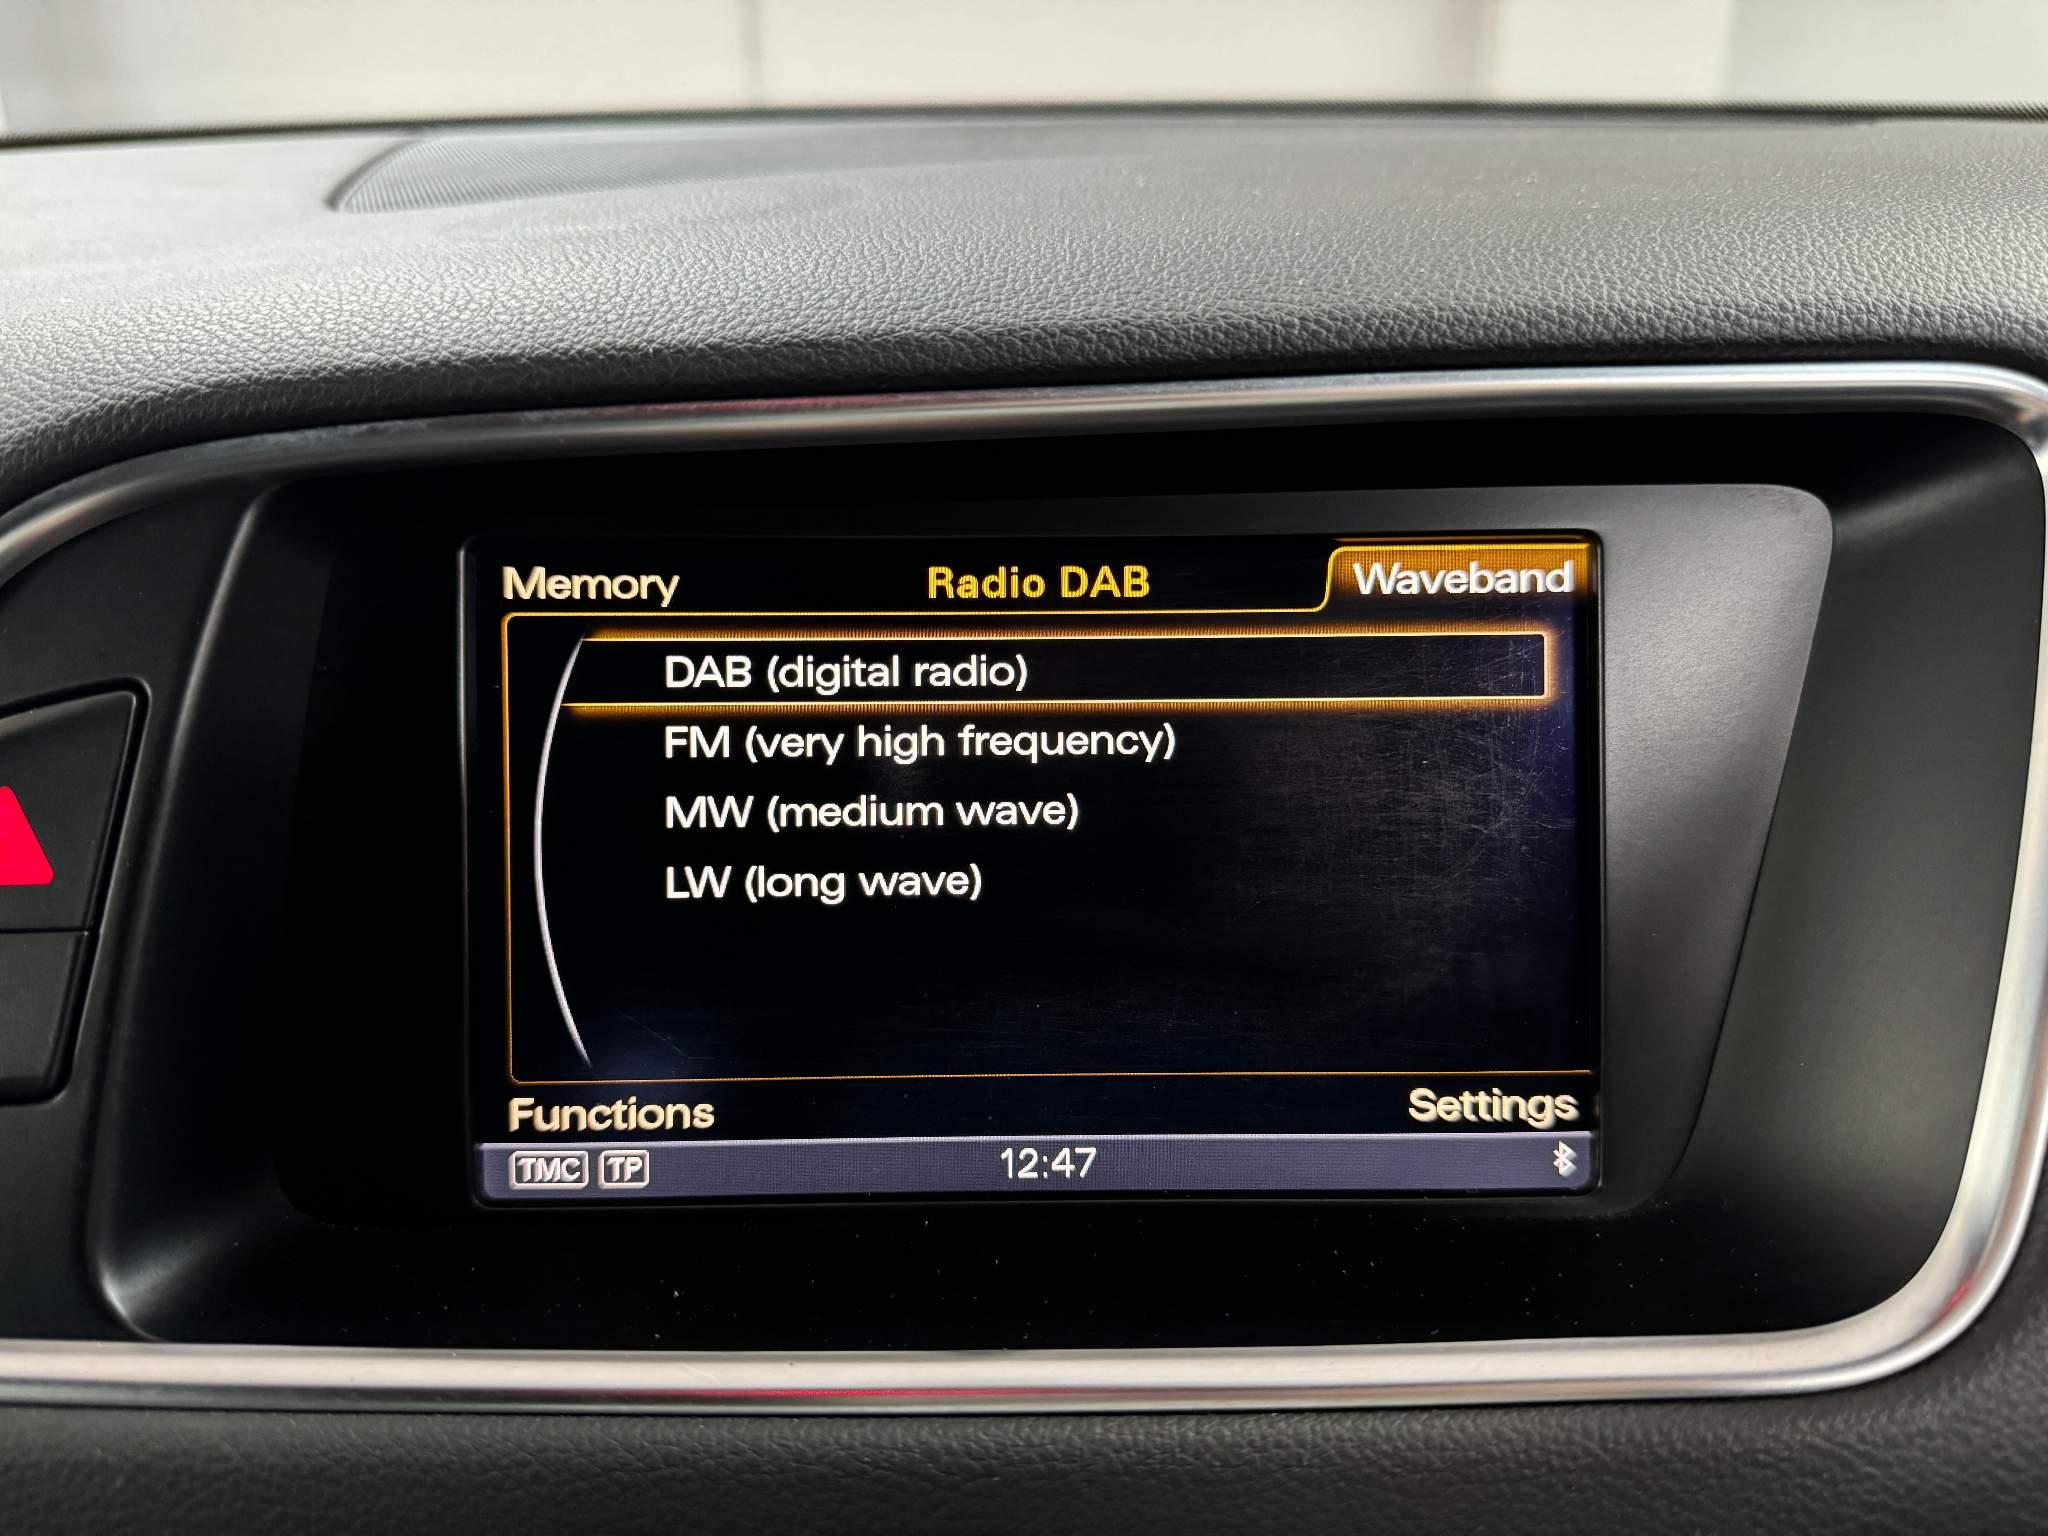 Memory Radio DAB Waveband
DAB (digital radio)
FM (very high frequency)
MW (medium wave)
LW (long wave)
Functions Settings
TMC TP 12:47